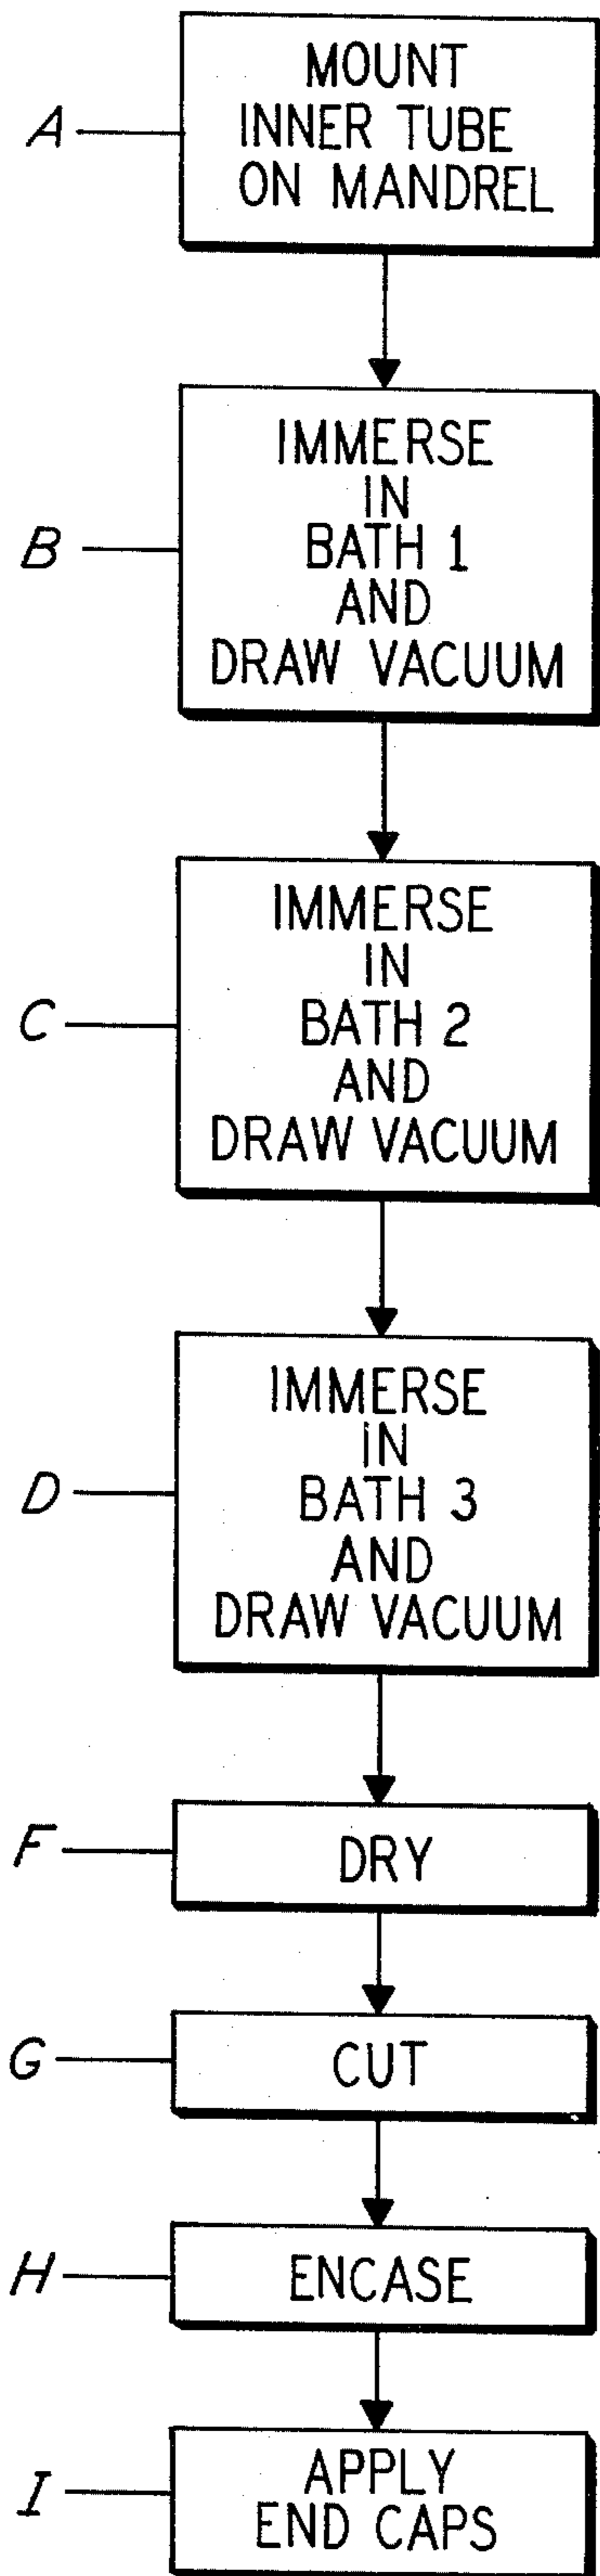 A
MOUNT
INNER TUBE
ON MANDREL
B
IMMERSE
IN
BATH 1
AND
DRAW VACUUM
C
IMMERSE
IN
BATH 2
AND
DRAW VACUUM
D
IMMERSE
IN
BATH 3
AND
DRAW VACUUM
F
DRY
G
CUT
H
ENCASE
I
APPLY
END CAPS